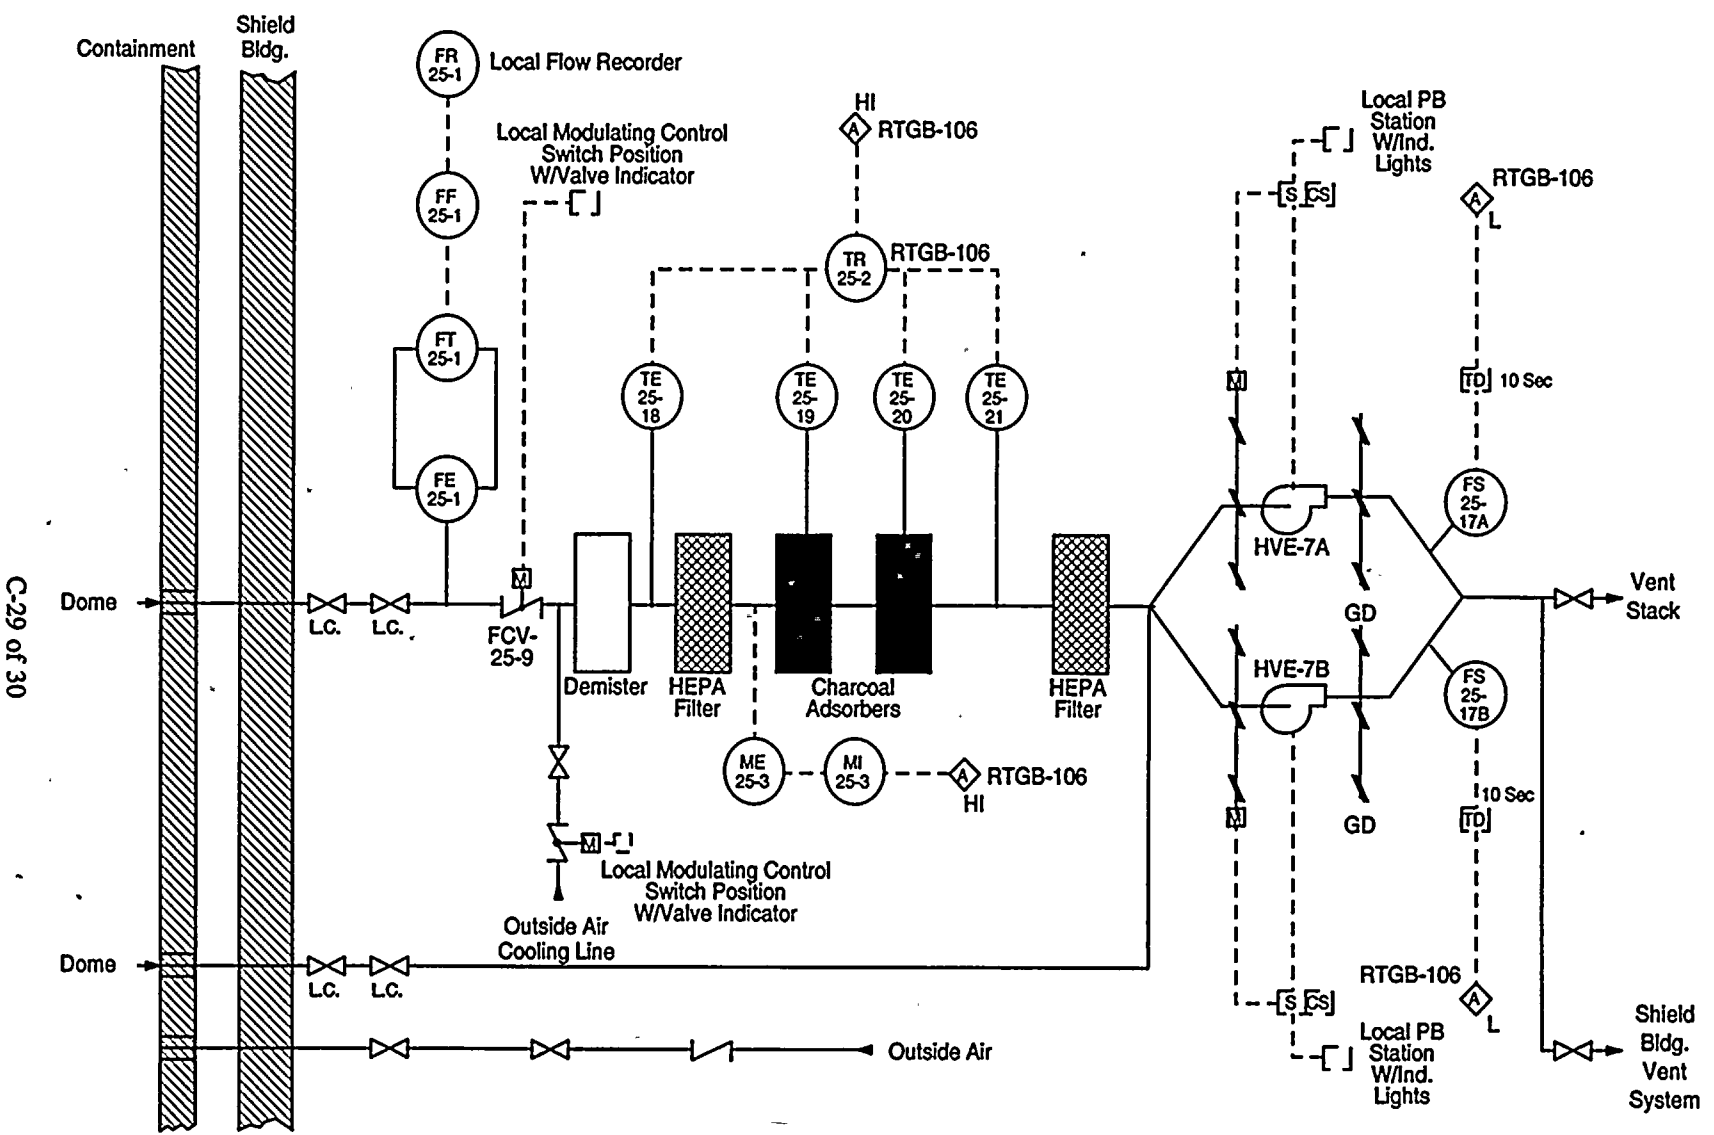 Containment
Shield
Bldg.
FR
25-1
Local Flow Recorder
FF
25-1
Local Modulating Control
Switch Position
W/Valve Indicator
HI
A
RTGB-106
TR
25-2
RTGB-106
Local PB
Station
W/Ind.
Lights
S
CS
RTGB-106
A
L
FT
25-1
TE
25-
18
TE
25-
19
TE
25-
20
TE
25-
21
M
TD
10 Sec
FE
25-1
FS
25-
17A
HVE-7A
M
Dome
L.C.
L.C.
FCV-
25-9
Demister
HEPA
Filter
Charcoal
Adsorbers
HEPA
Filter
GD
Vent
Stack
HVE-7B
FS
25-
17B
ME
25-3
MI
25-3
A
RTGB-106
HI
10 Sec
M
GD
TD
M
Local Modulating Control
Switch Position
W/Valve Indicator
Outside Air
Cooling Line
Dome
L.C.
L.C.
RTGB-106
A
L
S
CS
Local PB
Station
W/Ind.
Lights
Outside Air
Shield
Bldg.
Vent
System
C-29 of 30